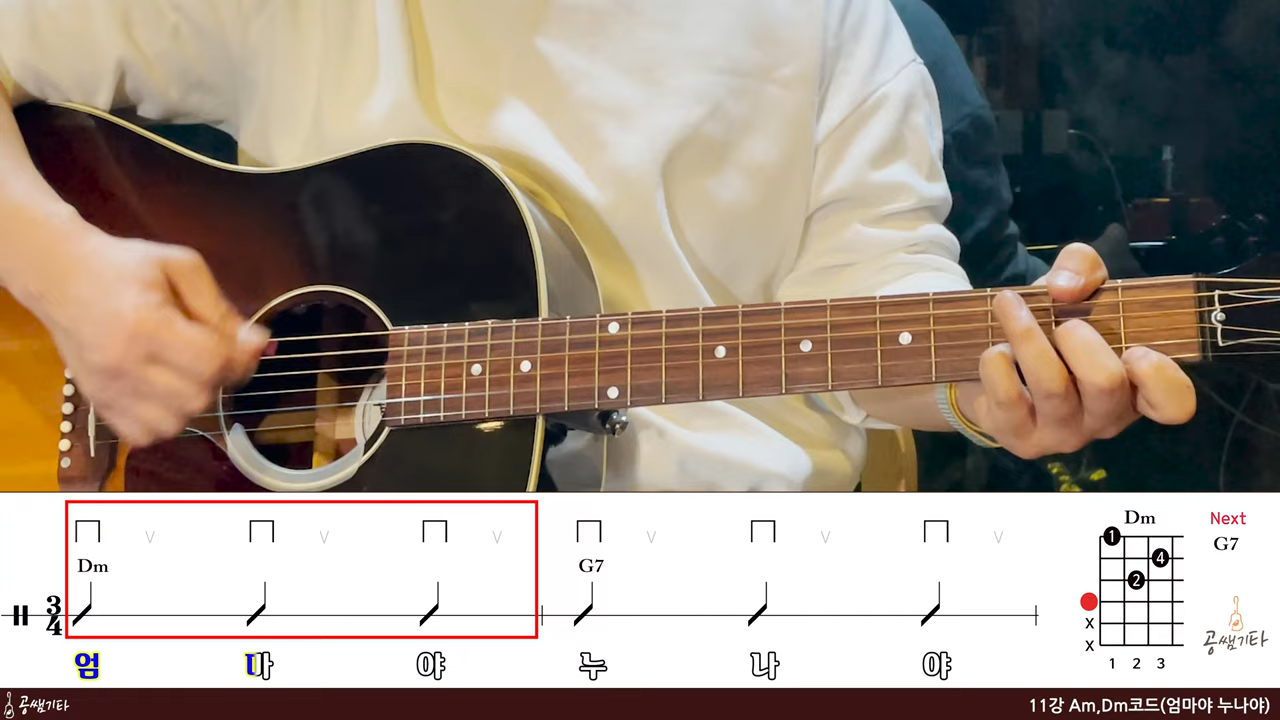 Dm
Next
G7
Dm
G7
1
4
2
3
4
x
x
1 2 3
공쌤기타
엄 마 야 누 나 야
공쌤기타
11강 Am,Dm코드(엄마야 누나야)